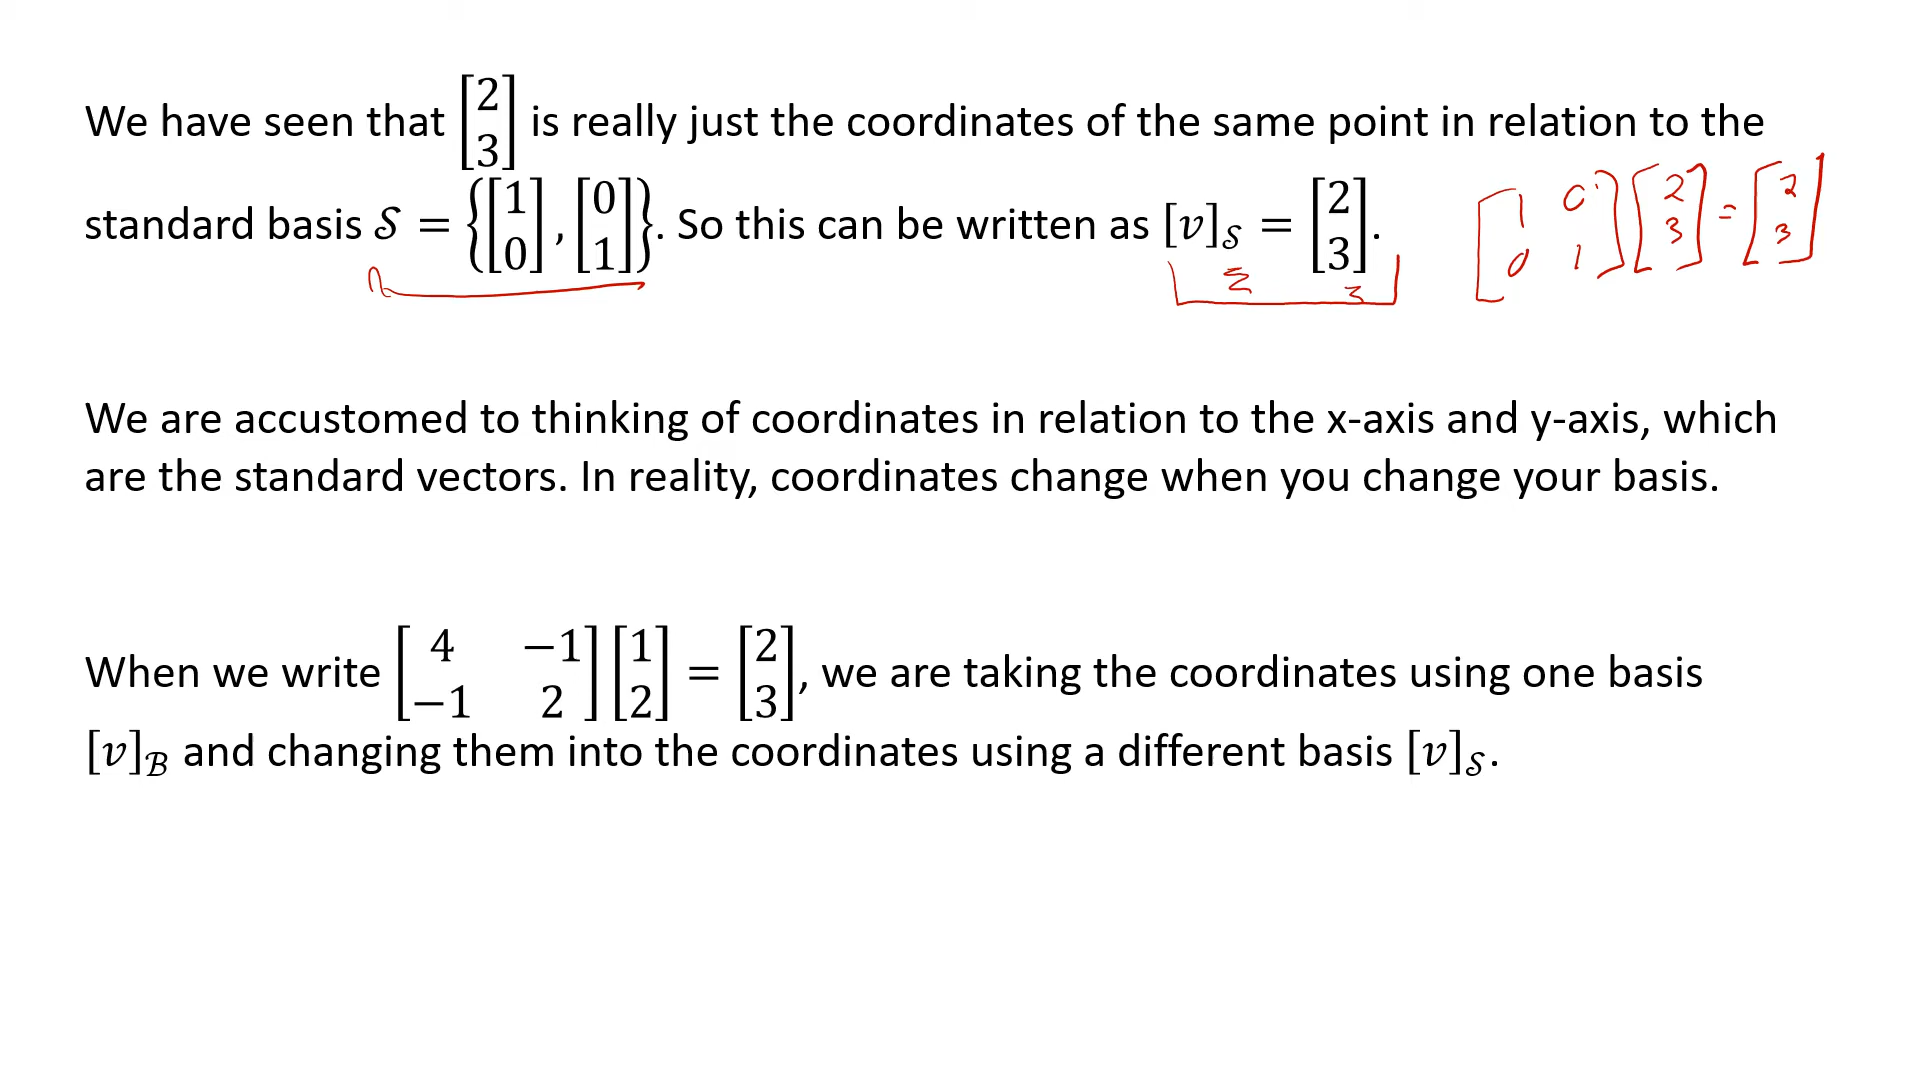 We have seen that [2 3] is really just the coordinates of the same point in relation to the
standard basis 𝒮 = {[1 0], [0 1]}. So this can be written as [v]𝒮 = [2 3].
[1 0 0 1] [2 3] = [2 3]
2 3
We are accustomed to thinking of coordinates in relation to the x-axis and y-axis, which
are the standard vectors. In reality, coordinates change when you change your basis.
When we write [4 −1 −1 2] [1 2] = [2 3], we are taking the coordinates using one basis
[v]ℬ and changing them into the coordinates using a different basis [v]𝒮.